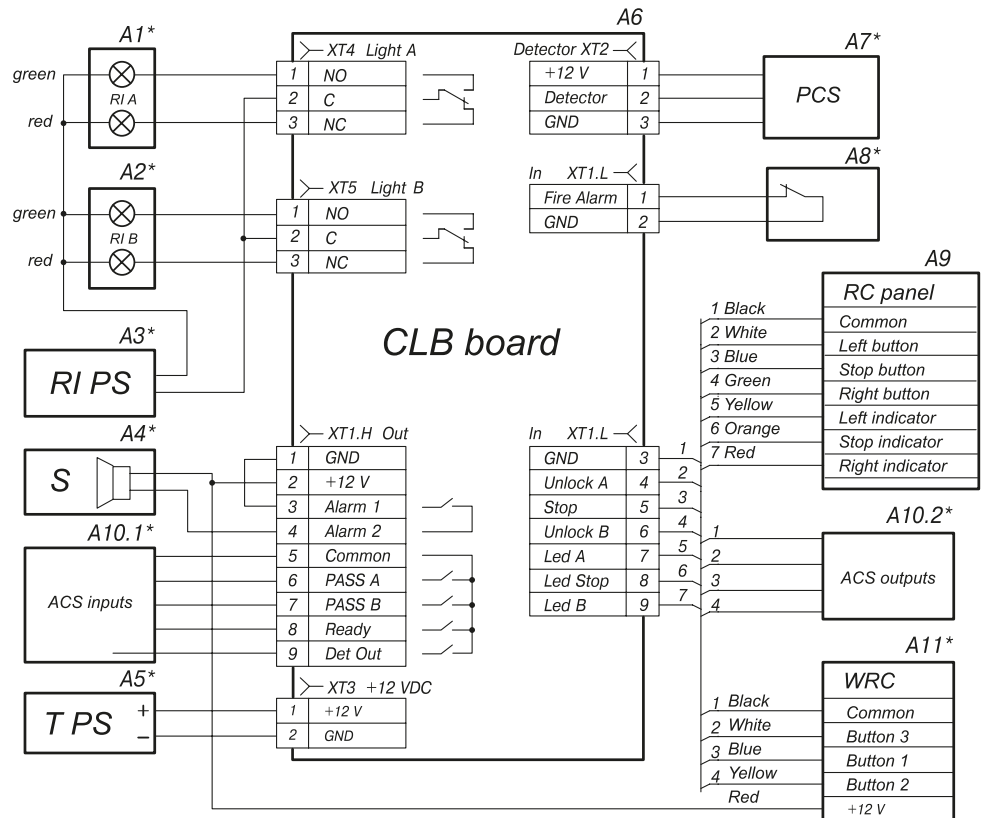 A6
A1*
XT4 Light A
Detector XT2
A7*
green
1 NO
+12 V 1
RI A
2 C
Detector 2
PCS
red
3 NC
GND 3
A2*
In XT1.L
A8*
XT5 Light B
Fire Alarm 1
green
1 NO
GND 2
RI B
2 C
red
3 NC
A9
RC panel
1 Black
Common
2 White
Left button
3 Blue
Stop button
4 Green
Right button
5 Yellow
Left indicator
6 Orange
Stop indicator
7 Red
Right indicator
CLB board
A3*
RI PS
A4*
S
XT1.H Out
1 GND
2 +12 V
3 Alarm 1
4 Alarm 2
5 Common
6 PASS A
7 PASS B
8 Ready
9 Det Out
In XT1.L
GND 3 1
Unlock A 4 2
Stop 5 3
Unlock B 6 4
Led A 7 5
Led Stop 8 6
Led B 9 7
A10.1*
ACS inputs
A10.2*
1
2
3
4
ACS outputs
A5*
T PS
+
–
XT3 +12 VDC
1 +12 V
2 GND
A11*
WRC
1 Black
Common
2 White
Button 3
3 Blue
Button 1
4 Yellow
Button 2
Red
+12 V